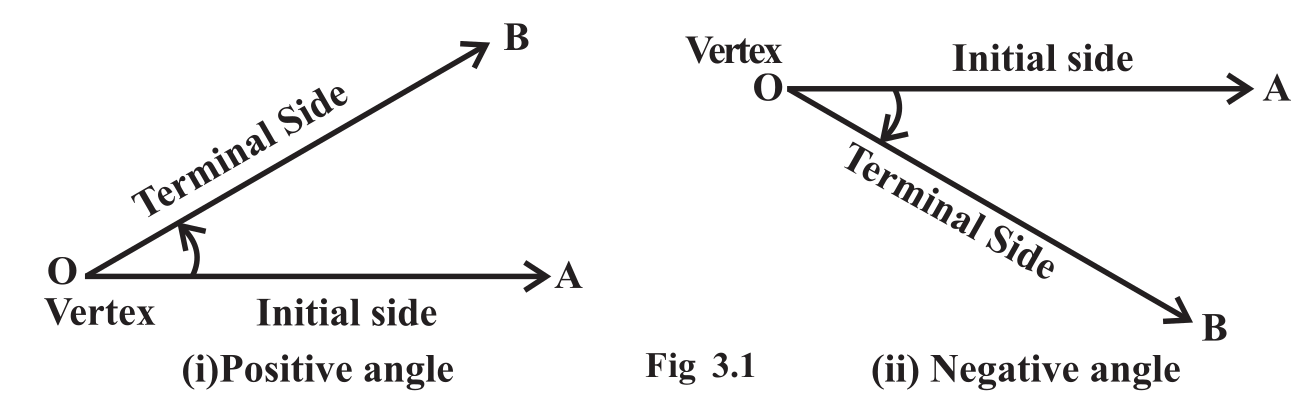 B
Terminal Side
O
A
Vertex
Initial side
(i)Positive angle
Vertex
Initial side
O
A
Terminal Side
B
Fig 3.1
(ii) Negative angle